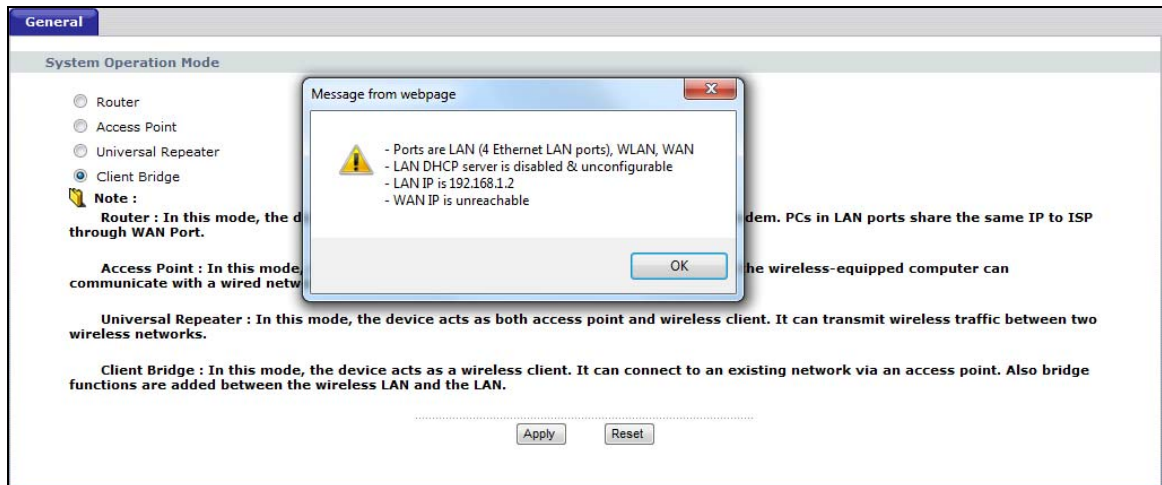 General
System Operation Mode
Router
Access Point
Universal Repeater
Client Bridge
Note :
Router : In this mode, the d
dem. PCs in LAN ports share the same IP to ISP
through WAN Port.
Access Point : In this mode,
he wireless-equipped computer can
communicate with a wired netw
Universal Repeater : In this mode, the device acts as both access point and wireless client. It can transmit wireless traffic between two
wireless networks.
Client Bridge : In this mode, the device acts as a wireless client. It can connect to an existing network via an access point. Also bridge
functions are added between the wireless LAN and the LAN.
Apply Reset
Message from webpage
X
- Ports are LAN (4 Ethernet LAN ports), WLAN, WAN
- LAN DHCP server is disabled & unconfigurable
- LAN IP is 192.168.1.2
- WAN IP is unreachable
OK